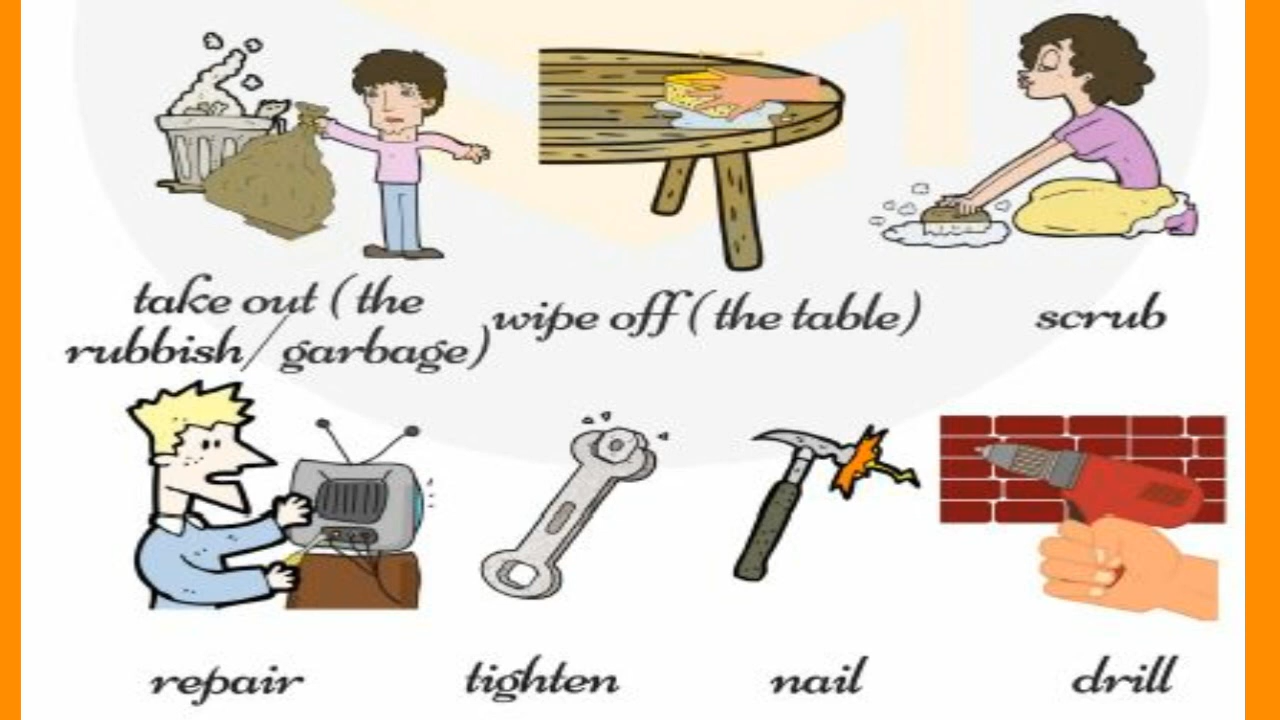 take out (the
rubbish/garbage)
wipe off (the table)
scrub
repair
tighten
nail
drill